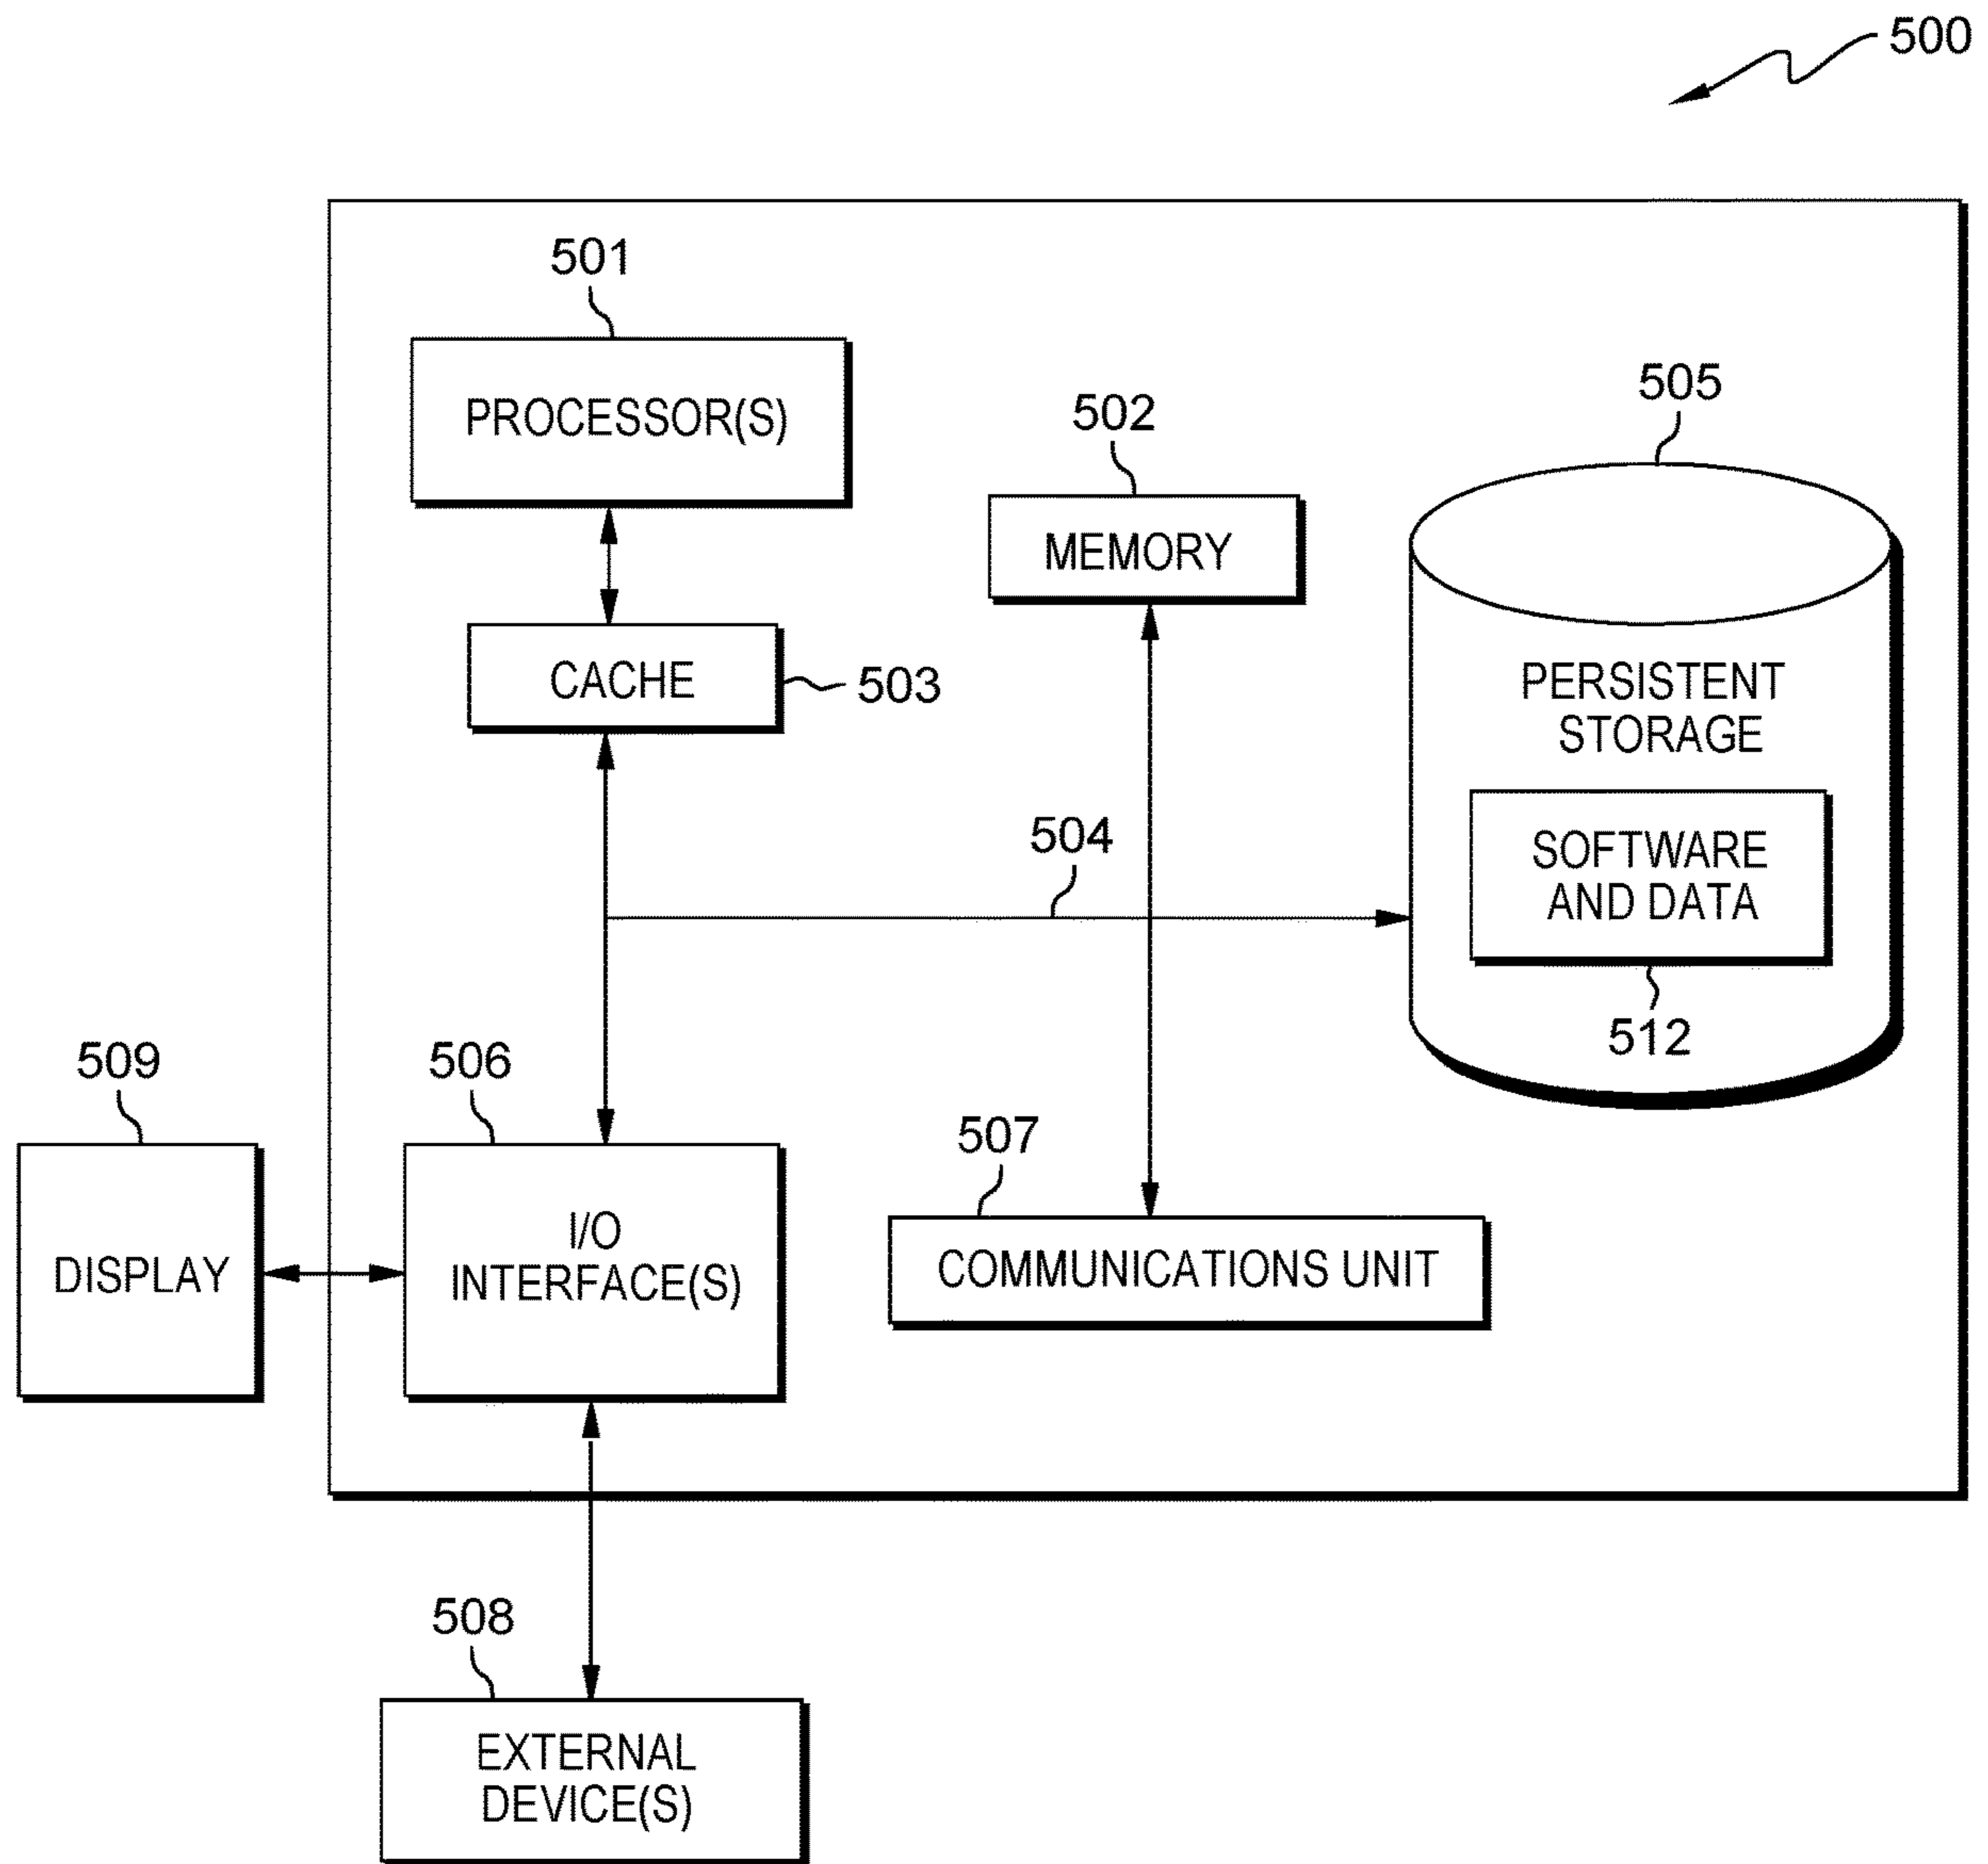 500
501
PROCESSOR(S)
502
MEMORY
505
CACHE
503
PERSISTENT
STORAGE
504
SOFTWARE
AND DATA
512
509
506
507
DISPLAY
I/O
INTERFACE(S)
COMMUNICATIONS UNIT
508
EXTERNAL
DEVICE(S)